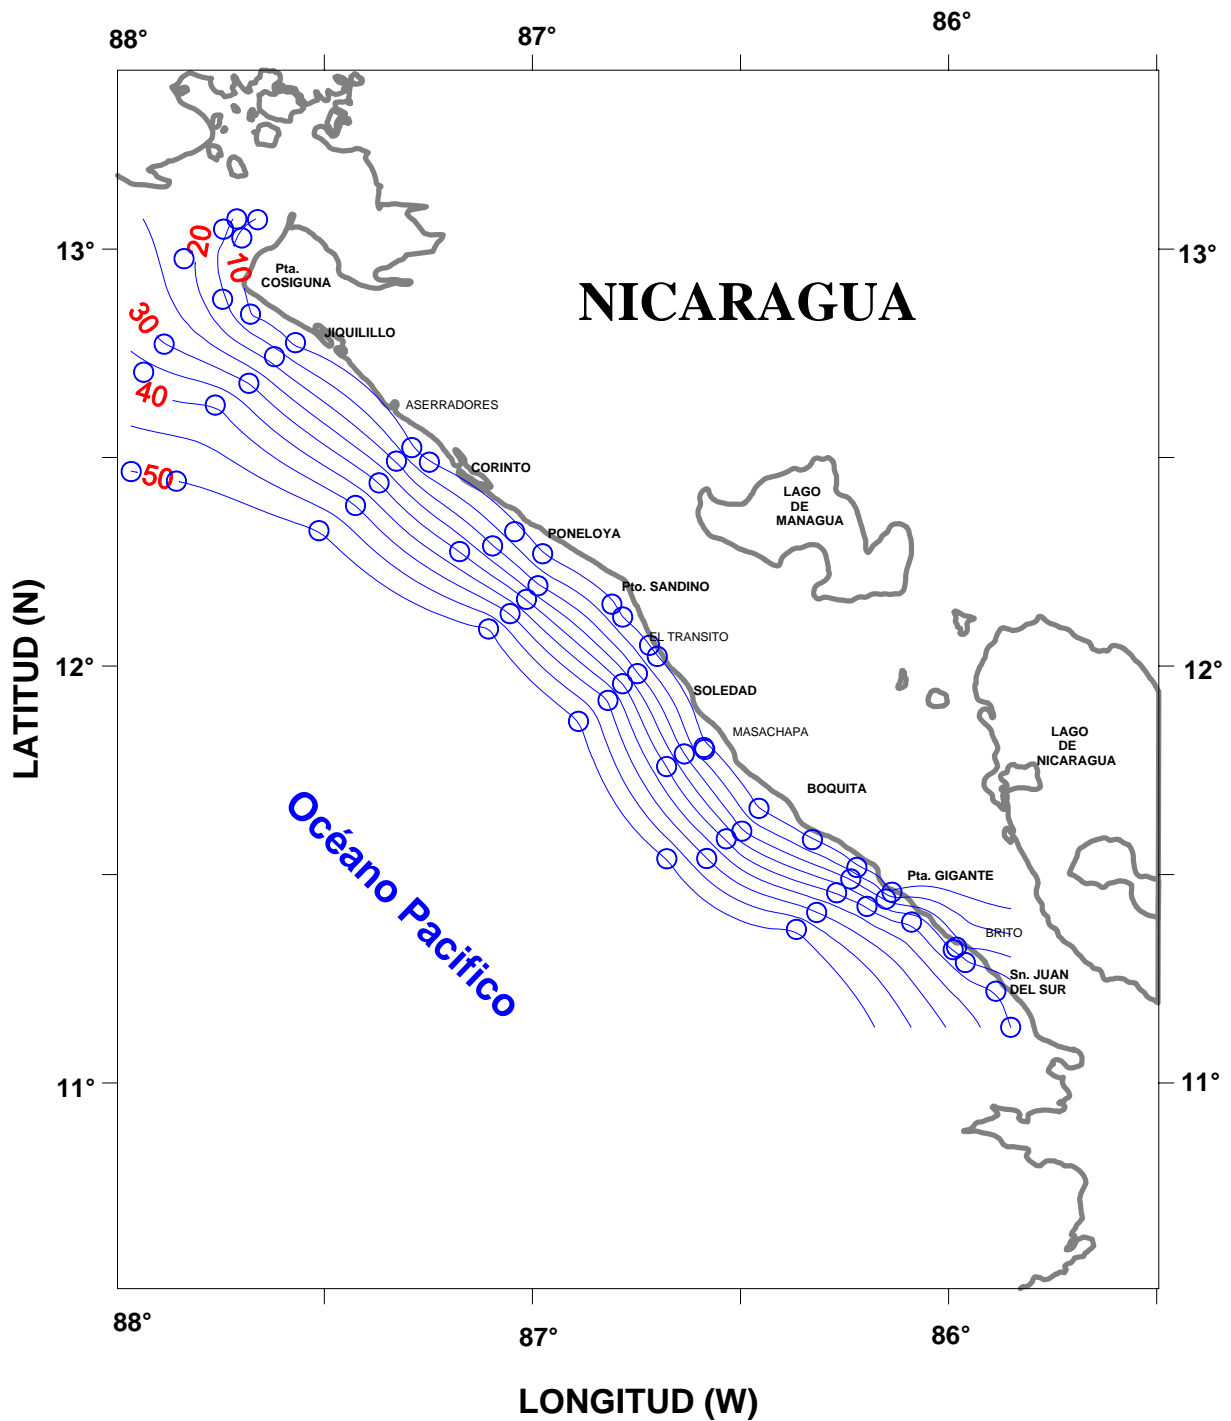 88°
87°
86°
13°
13°
20
10
Pta.
COSIGUNA
NICARAGUA
30
JIQUILILLO
40
ASERRADORES
50
CORINTO
LAGO
DE
MANAGUA
PONELOYA
Pto. SANDINO
EL TRANSITO
12°
12°
SOLEDAD
MASACHAPA
LAGO
DE
NICARAGUA
BOQUITA
LATITUD (N)
Océano Pacifico
Pta. GIGANTE
BRITO
Sn. JUAN
DEL SUR
11°
11°
88°
87°
86°
LONGITUD (W)